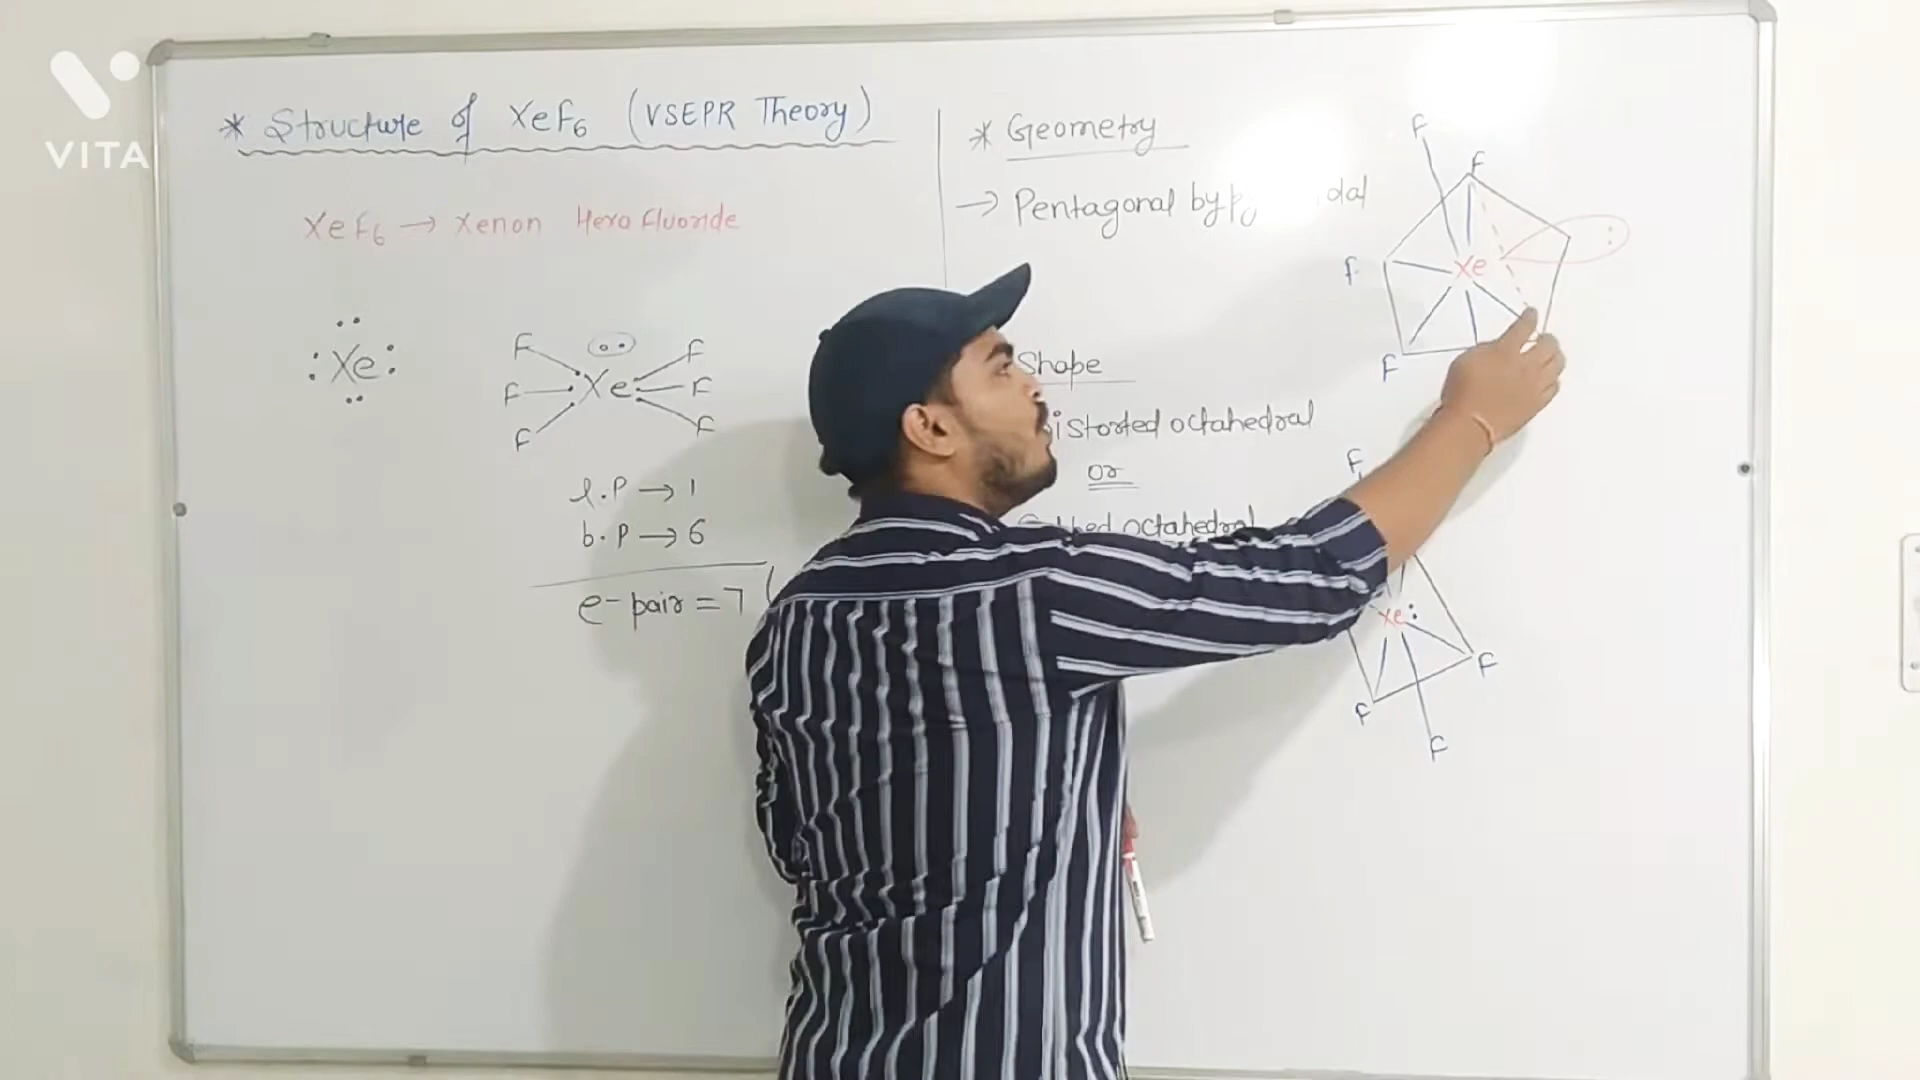 VITA
* Structure of XeF6 (VSEPR Theory)
XeF6 → Xenon Hexa Fluoride
Xe
F F
F Xe F
F F
l.P → 1
b.P → 6
e- pair = 7 (
* Geometry
→ Pentagonal
Shape
istorted octahedral
or
octahedral
F
F
F Xe
F
F
Xe
F
F
F